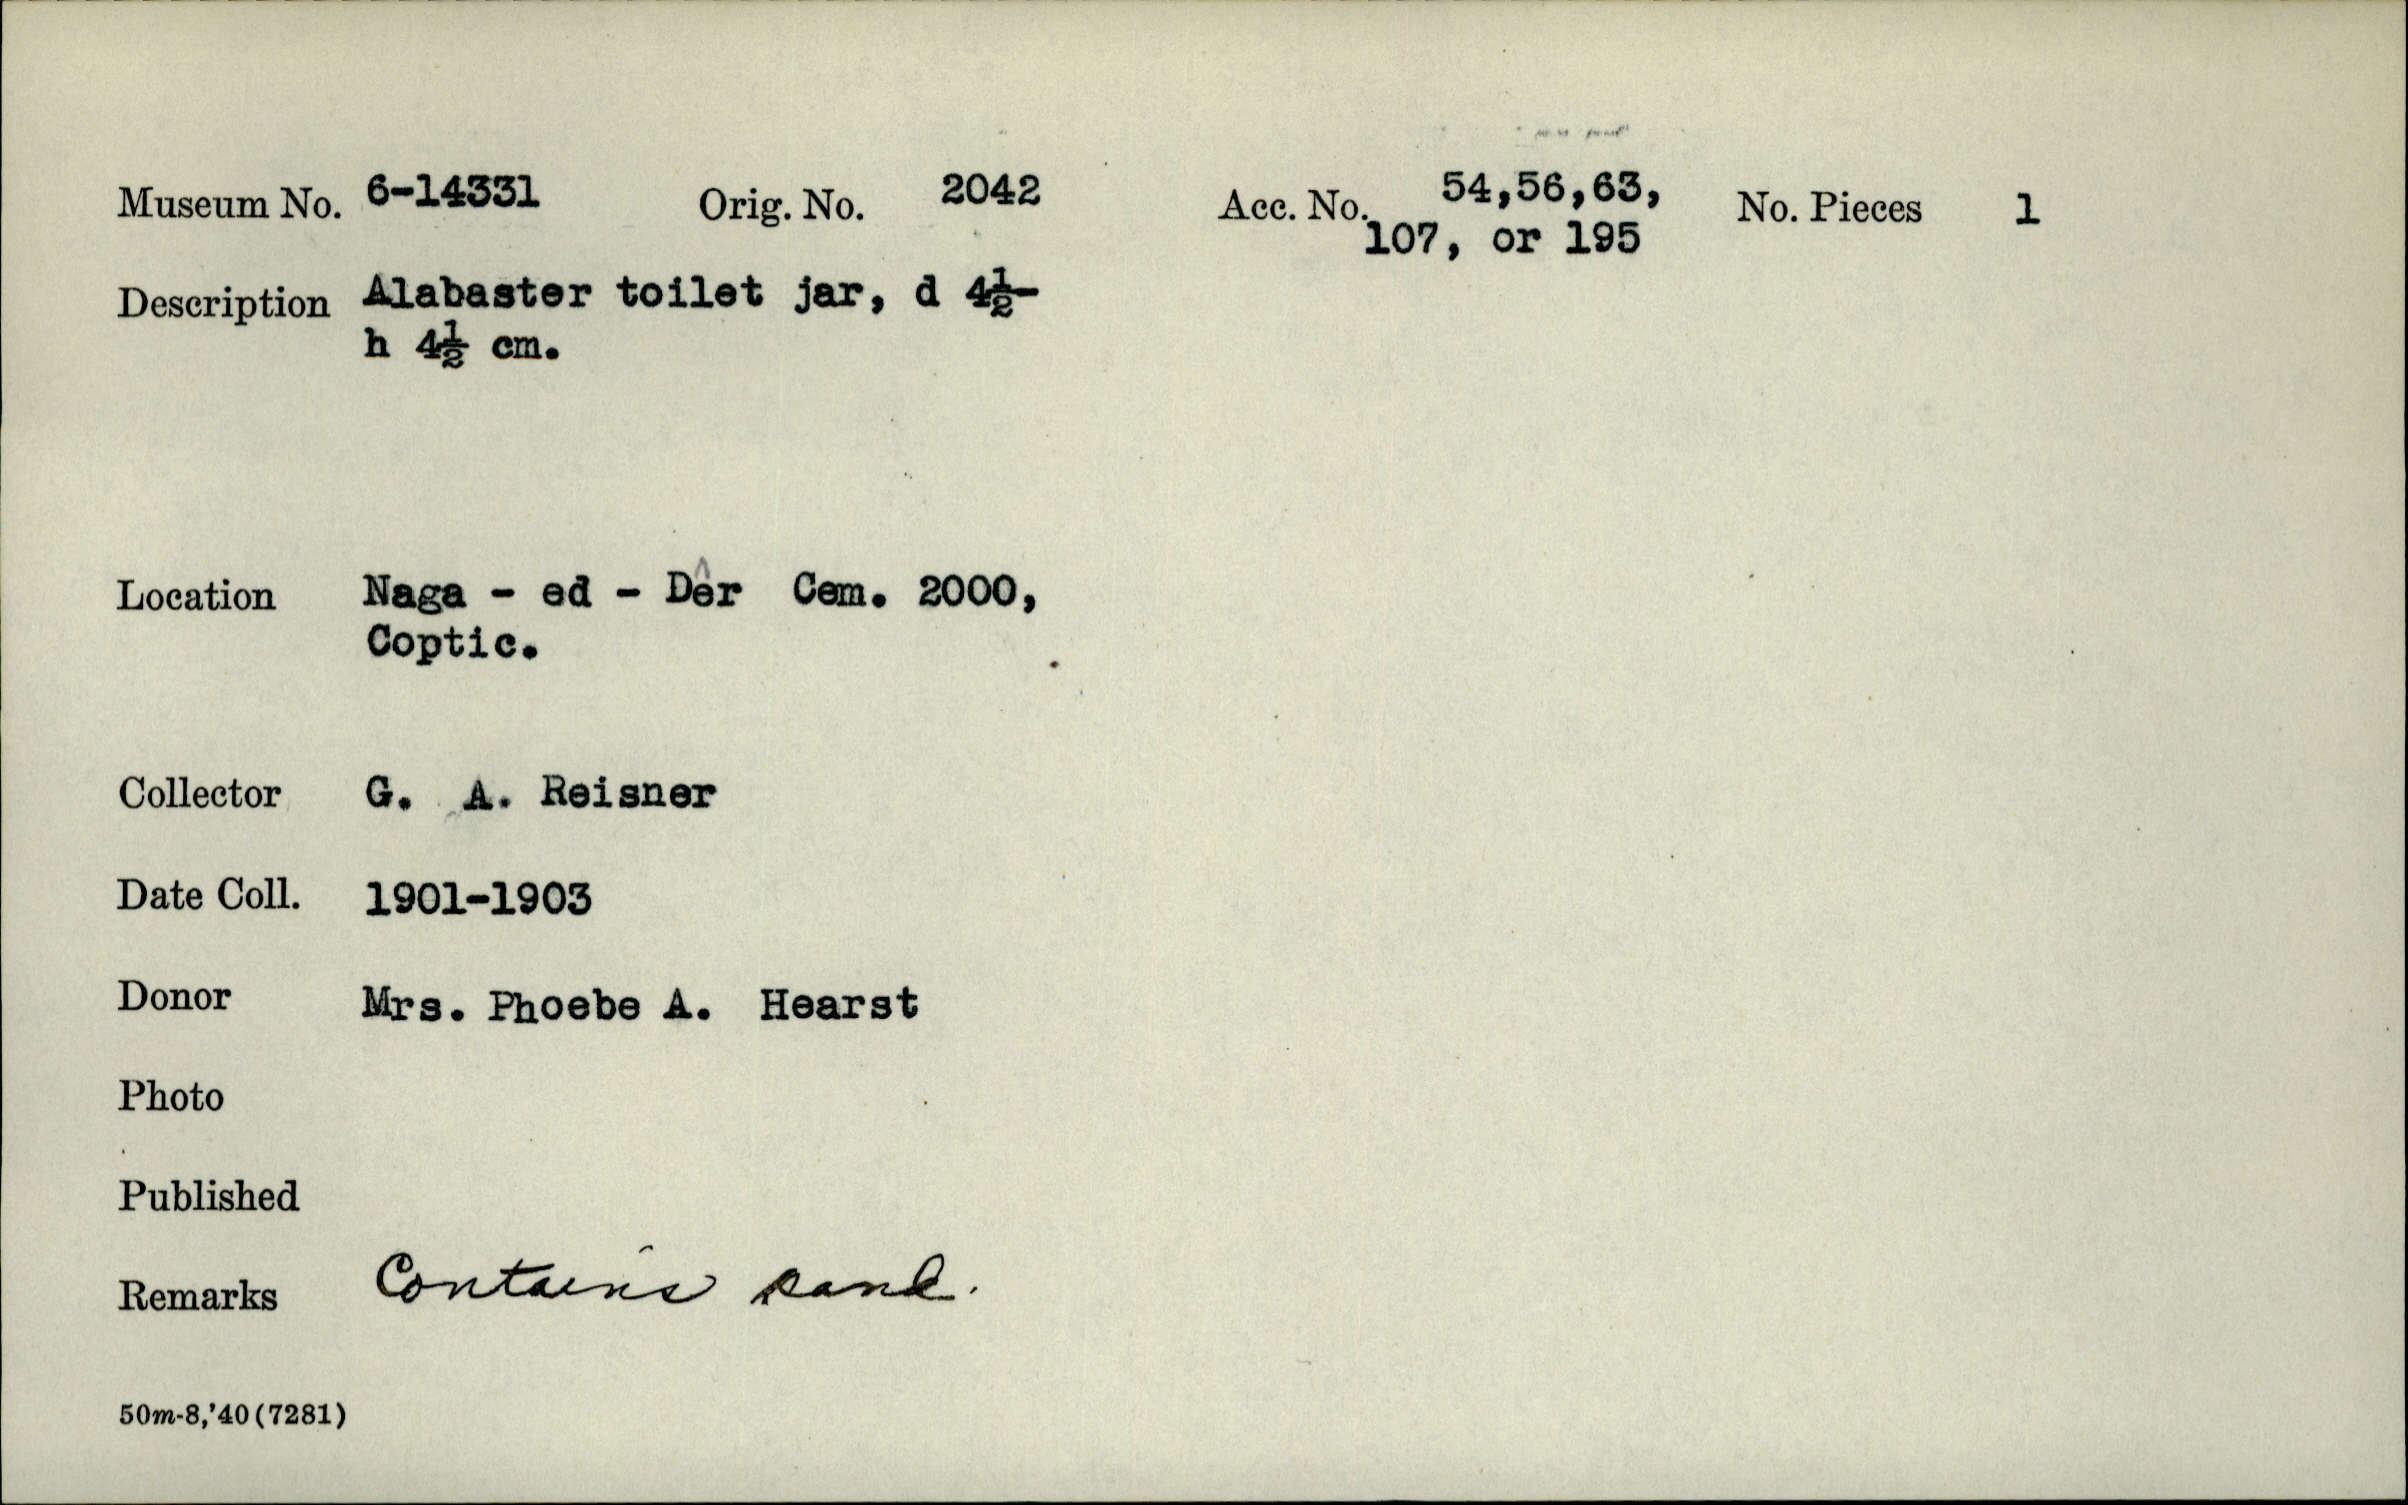 Museum No. 6-14331 Orig. No. 2042 Acc. No. 54,56,63, No. Pieces 1
107, or 195
Description Alabaster toilet jar, d 4½-
h 4½ cm.
Location Naga - ed - Dêr Cem. 2000,
Coptic.
Collector G. A. Reisner
Date Coll. 1901-1903
Donor Mrs. Phoebe A. Hearst
Photo
Published
Remarks Contains sand.
50m-8,'40(7281)